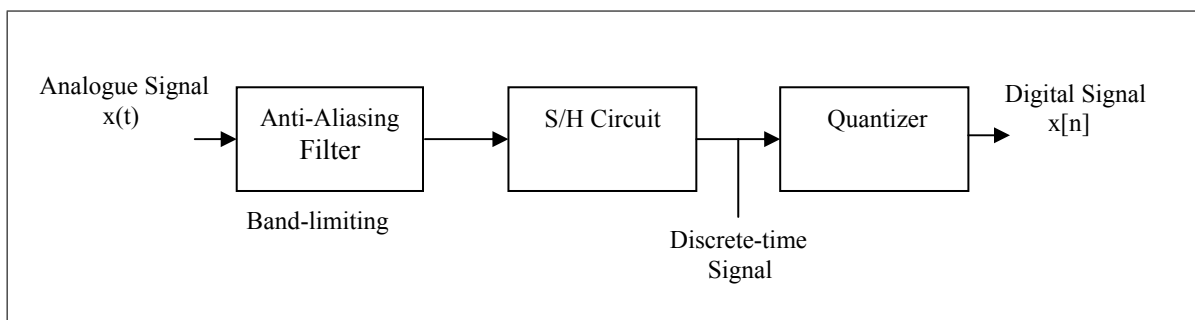 Analogue Signal
x(t)
Anti-Aliasing
Filter
Band-limiting
S/H Circuit
Discrete-time
Signal
Quantizer
Digital Signal
x[n]